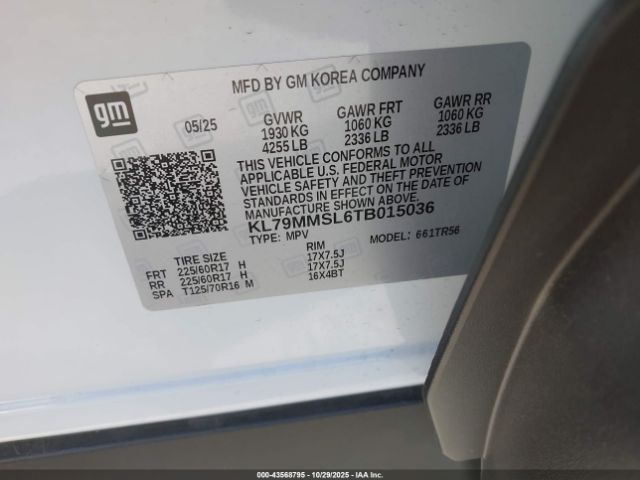 gm
MFD BY GM KOREA COMPANY
05/25 GVWR GAWR FRT GAWR RR
1930 KG 1060 KG 1060 KG
4255 LB 2336 LB 2336 LB
THIS VEHICLE CONFORMS TO ALL
APPLICABLE U.S. FEDERAL MOTOR
VEHICLE SAFETY AND THEFT PREVENTION
STANDARDS IN EFFECT ON THE DATE OF
MANUFACTURE SHOWN ABOVE.
KL79MMSL6TB015036
TYPE: MPV MODEL: 661TR56
TIRE SIZE RIM
FRT 225/60R17 H 17X7.5J
RR 225/60R17 H 17X7.5J
SPA T125/70R16 M 16X4BT
000-43568795 - 10/29/2025 - IAAI.COM